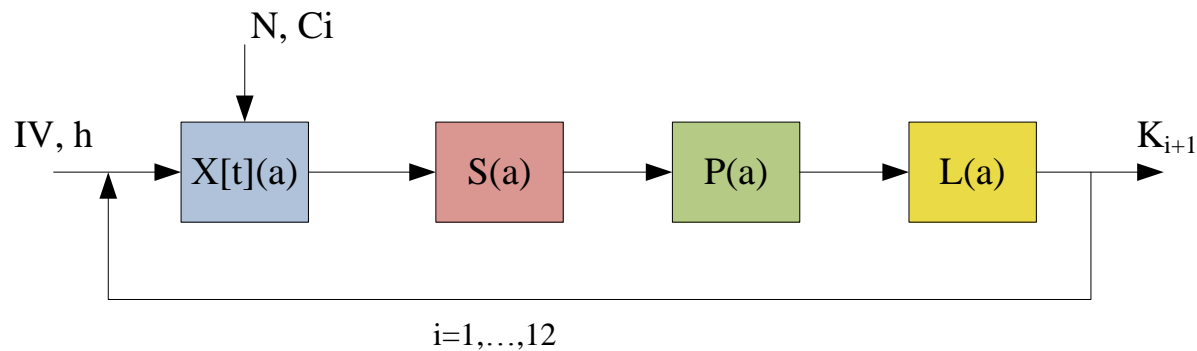 N, Ci
IV, h
X[t](a)
S(a)
P(a)
L(a)
Kᵢ₊₁
i=1,…,12